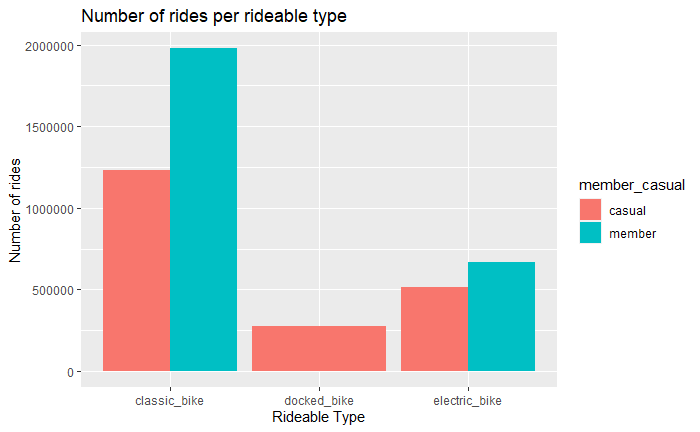 Number of rides per rideable type
Number of rides
2000000
1500000
1000000
500000
0
classic_bike
docked_bike
electric_bike
Rideable Type
member_casual
casual
member